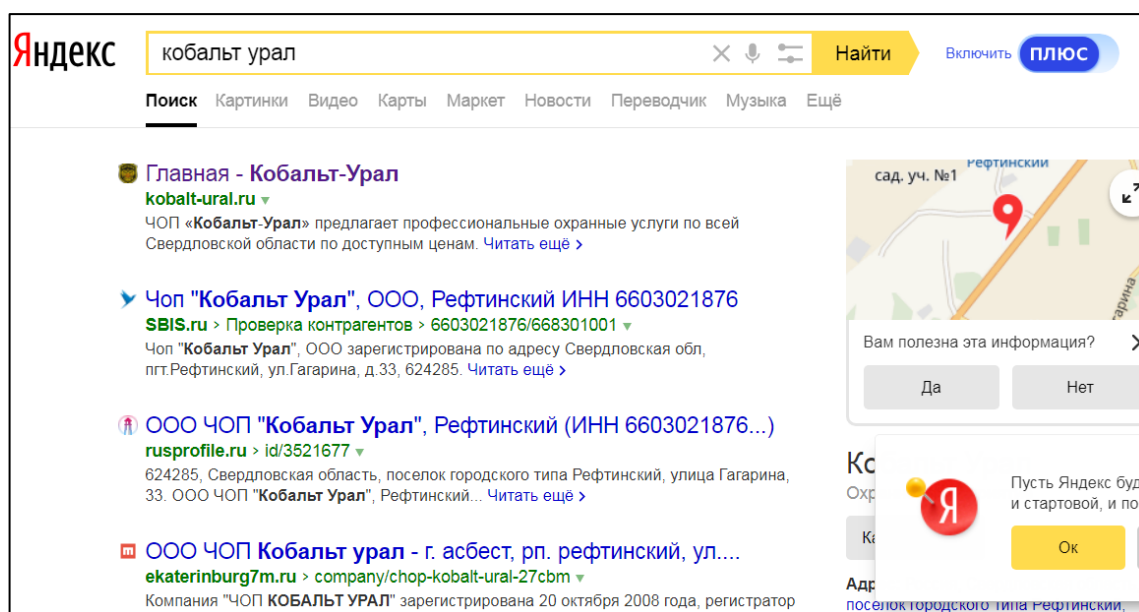 Яндекс
кобальт урал
Найти
Включить ПЛЮС
Поиск Картинки Видео Карты Маркет Новости Переводчик Музыка Ещё
Главная - Кобальт-Урал
kobalt-ural.ru
ЧОП «Кобальт-Урал» предлагает профессиональные охранные услуги по всей
Свердловской области по доступным ценам. Читать ещё >
Чоп "Кобальт Урал", ООО, Рефтинский ИНН 6603021876
SBIS.ru > Проверка контрагентов > 6603021876/668301001
Чоп "Кобальт Урал", ООО зарегистрирована по адресу Свердловская обл,
пгт.Рефтинский, ул.Гагарина, д.33, 624285. Читать ещё >
ООО ЧОП "Кобальт Урал", Рефтинский (ИНН 6603021876...)
rusprofile.ru > id/3521677
624285, Свердловская область, поселок городского типа Рефтинский, улица Гагарина,
33. ООО ЧОП "Кобальт Урал", Рефтинский... Читать ещё >
ООО ЧОП Кобальт урал - г. асбест, рп. рефтинский, ул....
ekaterinburg7m.ru > company/chop-kobalt-ural-27cbm
Компания "ЧОП КОБАЛЬТ УРАЛ" зарегистрирована 20 октября 2008 года, регистратор
Рефтинский
сад. уч. №1
гарина
Вам полезна эта информация?
Да
Нет
Ко
Охр
Ка
Адр
поселок городского типа Рефтинский
Я
Пусть Яндекс буд
и стартовой, и по
Ок